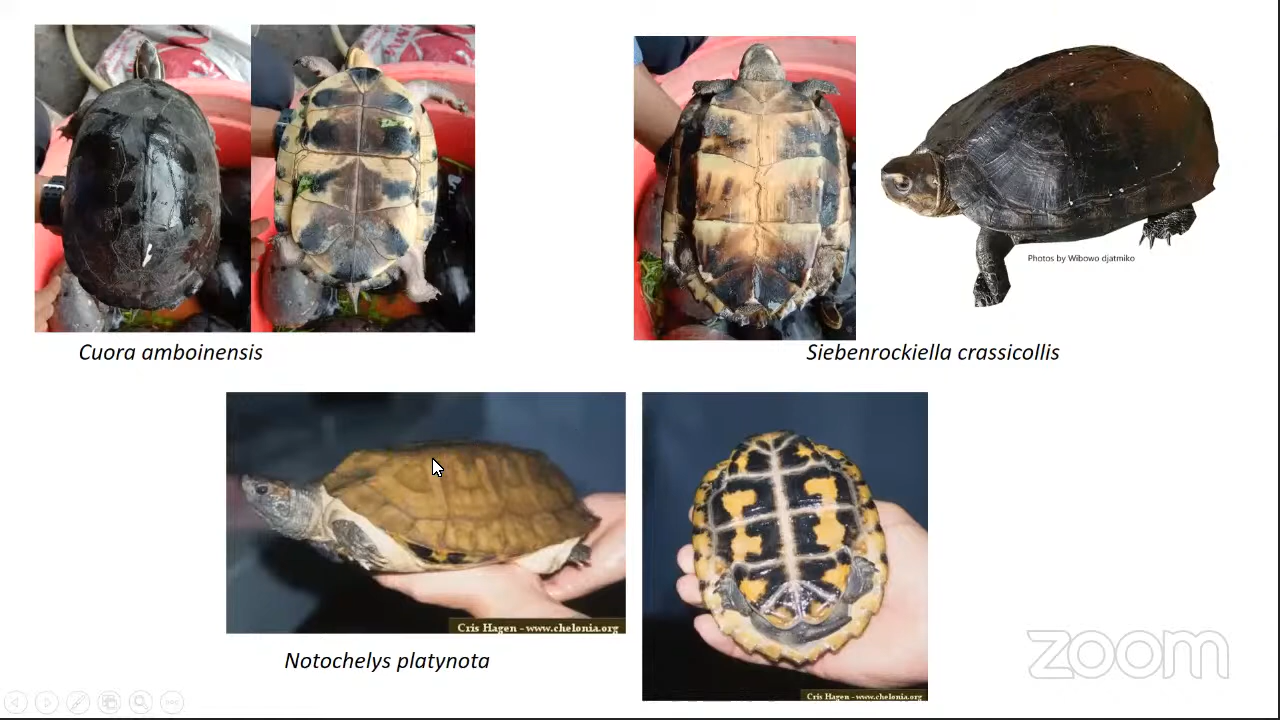 Photos by Wibowo djatmiko
Cuora amboinensis
Siebenrockiella crassicollis
Cris Hagen - www.chelonia.org
Notochelys platynota
Cris Hagen - www.chelonia.org
zoom